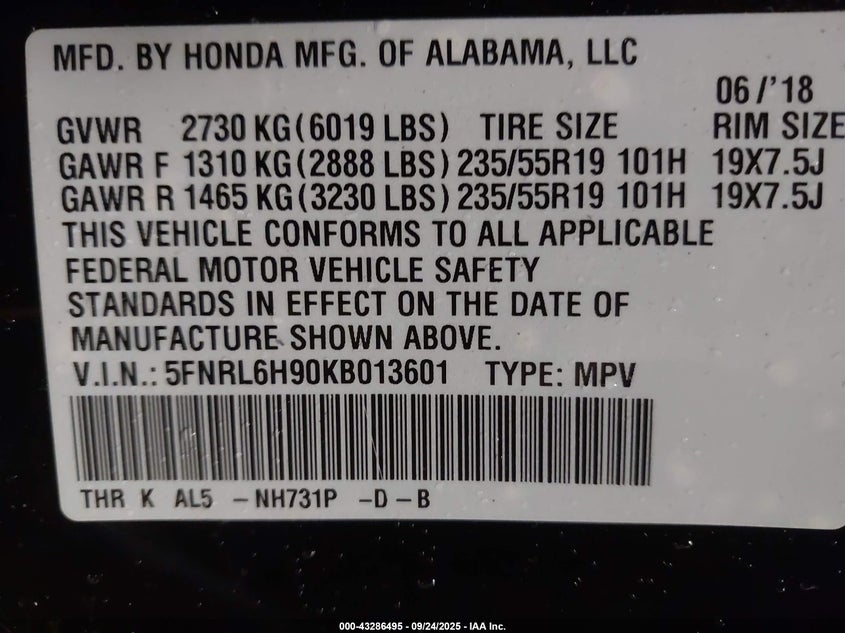 MFD. BY HONDA MFG. OF ALABAMA, LLC
06/'18
GVWR 2730 KG(6019 LBS) TIRE SIZE RIM SIZE
GAWR F 1310 KG(2888 LBS) 235/55R19 101H 19X7.5J
GAWR R 1465 KG(3230 LBS) 235/55R19 101H 19X7.5J
THIS VEHICLE CONFORMS TO ALL APPLICABLE
FEDERAL MOTOR VEHICLE SAFETY
STANDARDS IN EFFECT ON THE DATE OF
MANUFACTURE SHOWN ABOVE.
V.I.N.: 5FNRL6H90KB013601 TYPE: MPV
THR K AL5 -NH731P -D-B
000-43286495 - 09/24/2025 - IAA Inc.